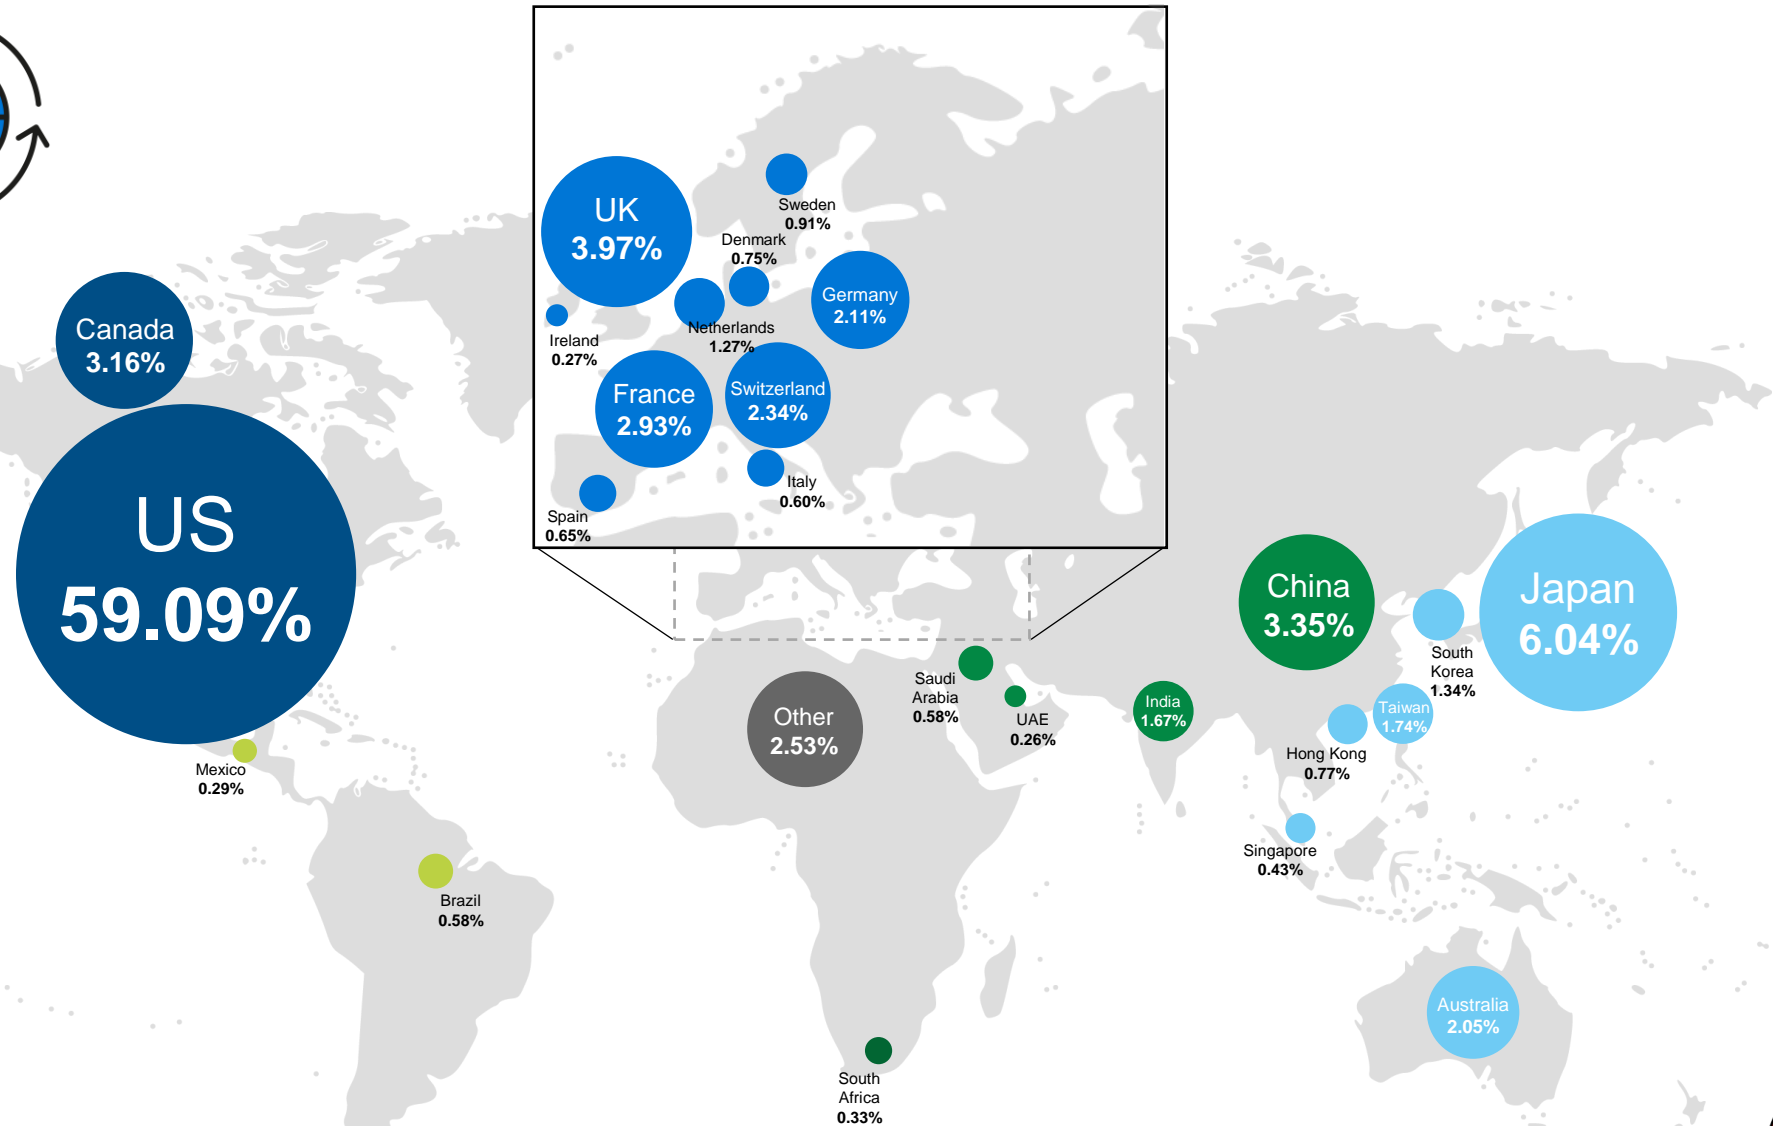 UK
3.97%
Sweden
0.91%
Denmark
0.75%
Germany
2.11%
Netherlands
1.27%
Ireland
0.27%
France
2.93%
Switzerland
2.34%
Italy
0.60%
Spain
0.65%
Canada
3.16%
US
59.09%
Mexico
0.29%
Brazil
0.58%
Other
2.53%
Saudi
Arabia
0.58%
UAE
0.26%
India
1.67%
China
3.35%
Japan
6.04%
South
Korea
1.34%
Taiwan
1.74%
Hong Kong
0.77%
Singapore
0.43%
Australia
2.05%
South
Africa
0.33%